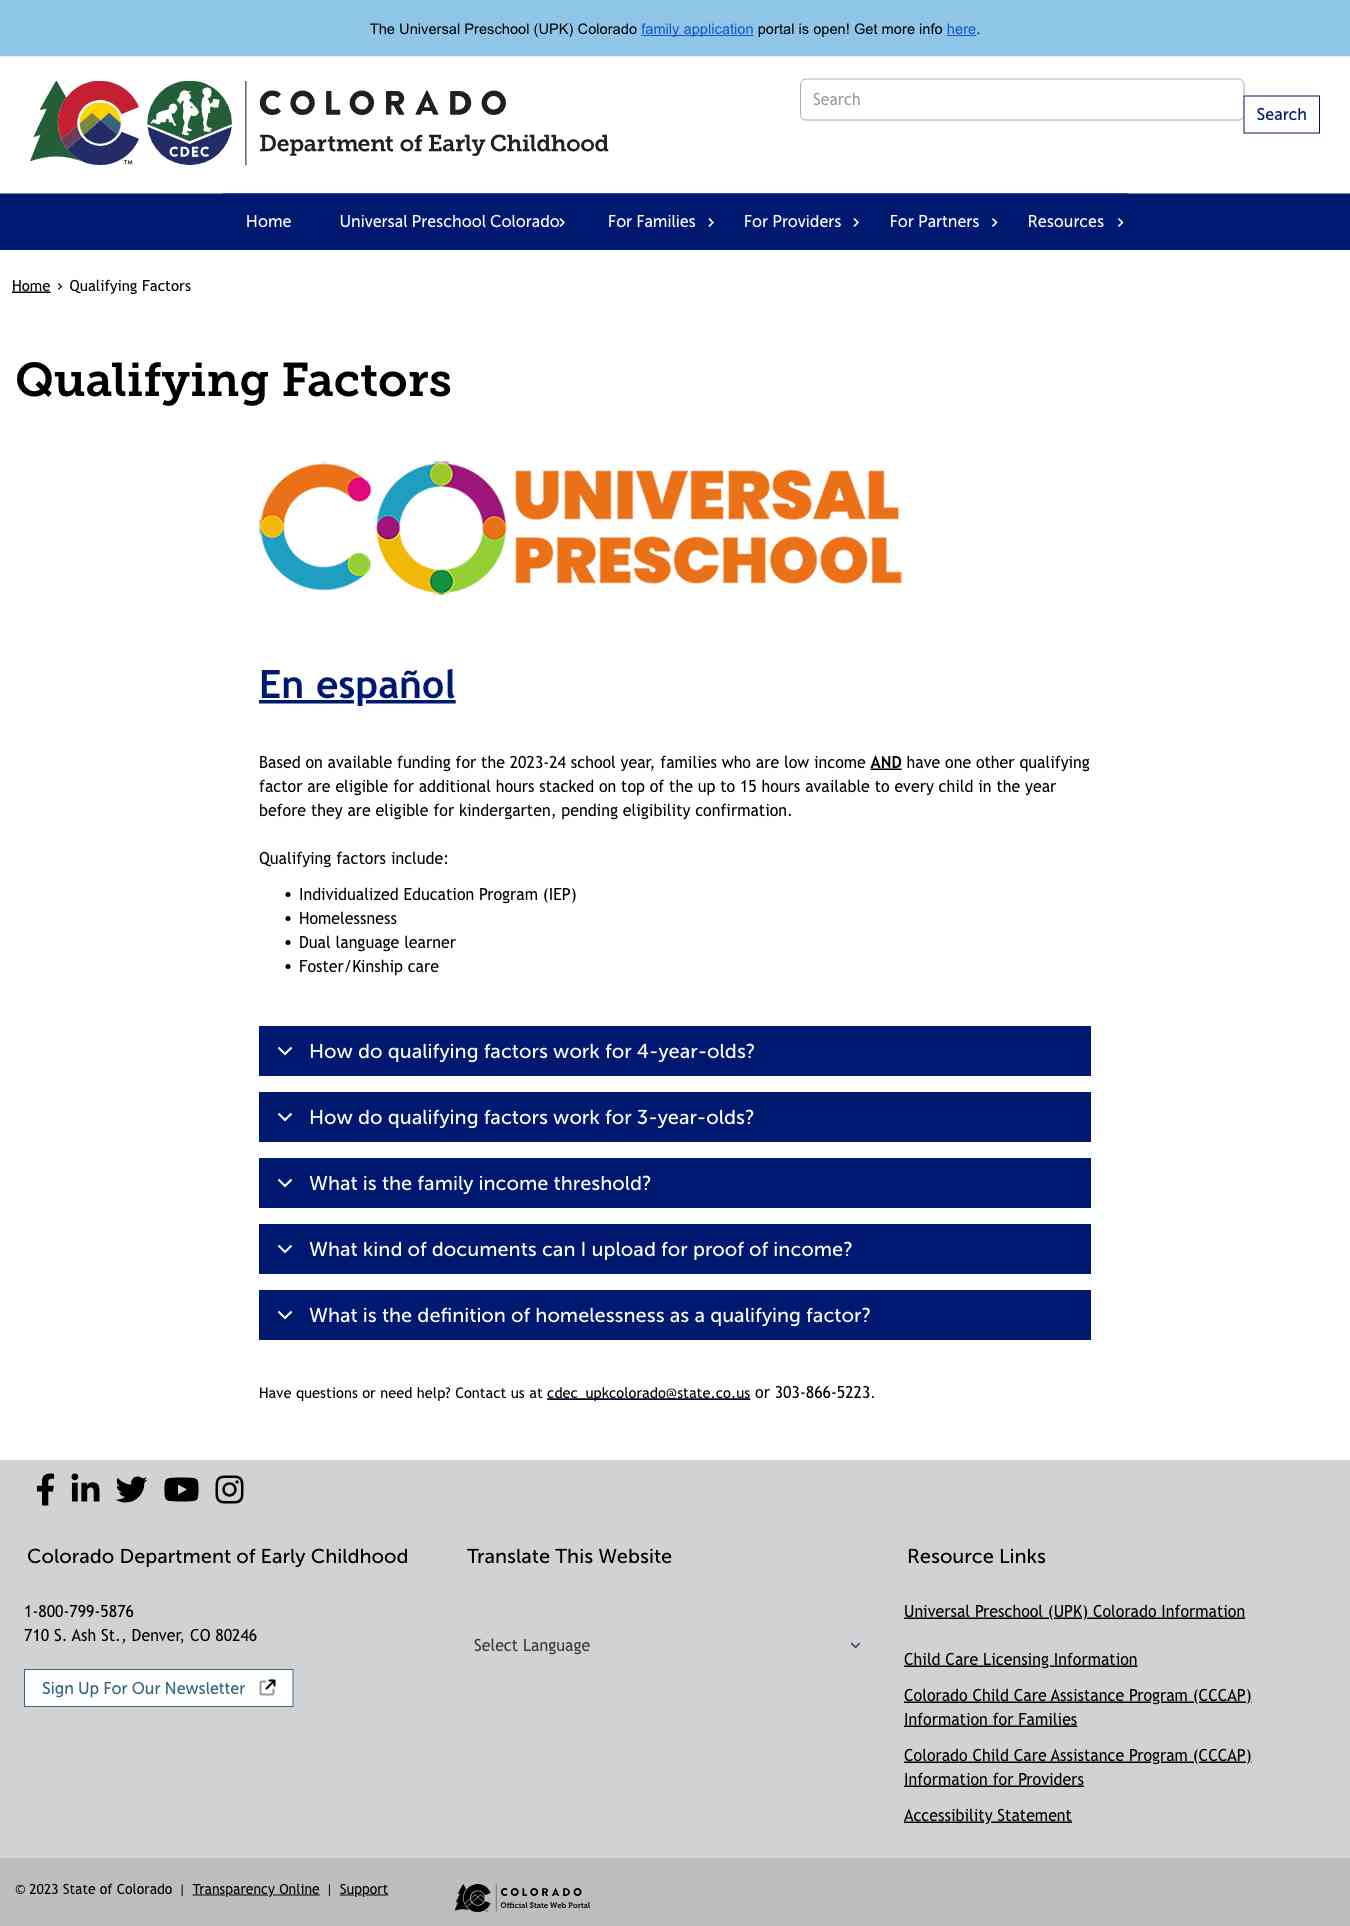 The Universal Preschool (UPK) Colorado family application portal is open! Get more info here.
CDEC
TM
COLORADO
Department of Early Childhood
Search
Search
Home
Universal Preschool Colorado
For Families
For Providers
For Partners
Resources
Home › Qualifying Factors
Qualifying Factors
CO UNIVERSAL
PRESCHOOL
En español
Based on available funding for the 2023-24 school year, families who are low income AND have one other qualifying
factor are eligible for additional hours stacked on top of the up to 15 hours available to every child in the year
before they are eligible for kindergarten, pending eligibility confirmation.
Qualifying factors include:
• Individualized Education Program (IEP)
• Homelessness
• Dual language learner
• Foster/Kinship care
How do qualifying factors work for 4-year-olds?
How do qualifying factors work for 3-year-olds?
What is the family income threshold?
What kind of documents can I upload for proof of income?
What is the definition of homelessness as a qualifying factor?
Have questions or need help? Contact us at cdec_upkcolorado@state.co.us or 303-866-5223.
Colorado Department of Early Childhood
1-800-799-5876
710 S. Ash St., Denver, CO 80246
Sign Up For Our Newsletter
Translate This Website
Select Language
Resource Links
Universal Preschool (UPK) Colorado Information
Child Care Licensing Information
Colorado Child Care Assistance Program (CCCAP)
Information for Families
Colorado Child Care Assistance Program (CCCAP)
Information for Providers
Accessibility Statement
© 2023 State of Colorado | Transparency Online | Support
COLORADO
Official State Web Portal